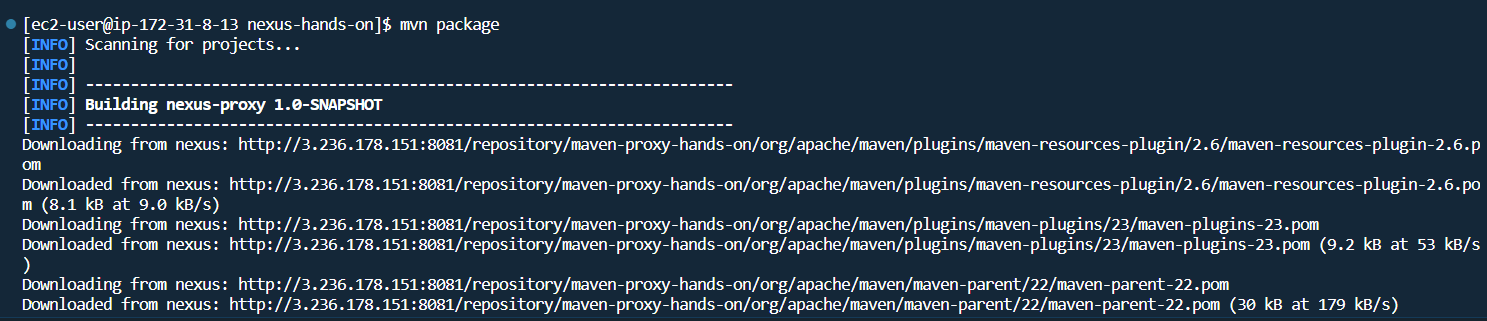 [ec2-user@ip-172-31-8-13 nexus-hands-on]$ mvn package
[INFO] Scanning for projects...
[INFO]
[INFO] ------------------------------------------------------------------------
[INFO] Building nexus-proxy 1.0-SNAPSHOT
[INFO] ------------------------------------------------------------------------
Downloading from nexus: http://3.236.178.151:8081/repository/maven-proxy-hands-on/org/apache/maven/plugins/maven-resources-plugin/2.6/maven-resources-plugin-2.6.p
om
Downloaded from nexus: http://3.236.178.151:8081/repository/maven-proxy-hands-on/org/apache/maven/plugins/maven-resources-plugin/2.6/maven-resources-plugin-2.6.po
m (8.1 kB at 9.0 kB/s)
Downloading from nexus: http://3.236.178.151:8081/repository/maven-proxy-hands-on/org/apache/maven/plugins/maven-plugins/23/maven-plugins-23.pom
Downloaded from nexus: http://3.236.178.151:8081/repository/maven-proxy-hands-on/org/apache/maven/plugins/maven-plugins/23/maven-plugins-23.pom (9.2 kB at 53 kB/s
)
Downloading from nexus: http://3.236.178.151:8081/repository/maven-proxy-hands-on/org/apache/maven/maven-parent/22/maven-parent-22.pom
Downloaded from nexus: http://3.236.178.151:8081/repository/maven-proxy-hands-on/org/apache/maven/maven-parent/22/maven-parent-22.pom (30 kB at 179 kB/s)